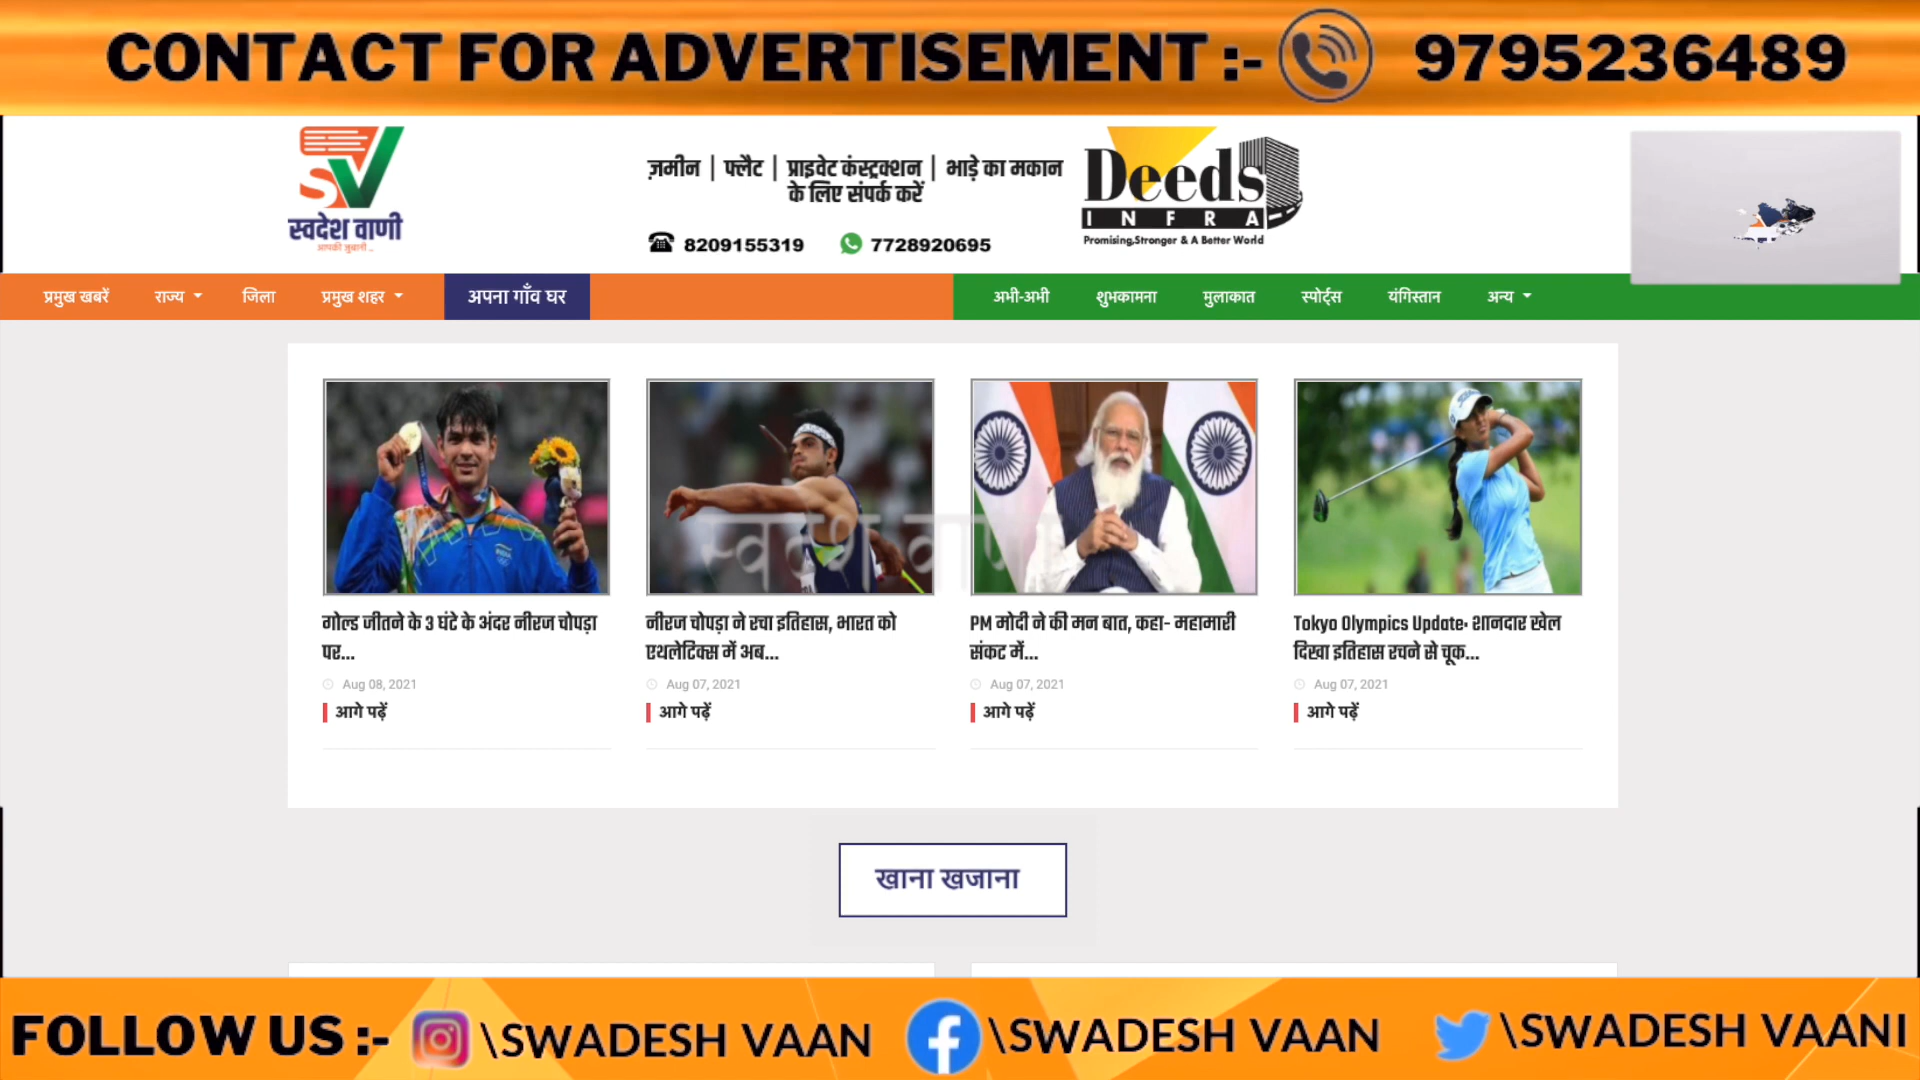 CONTACT FOR ADVERTISEMENT :- 9795236489
स्वदेश वाणी
आपकी जुबानी ...
ज़मीन | फ्लैट | प्राइवेट कंस्ट्रक्शन | भाड़े का मकान
के लिए संपर्क करें
8209155319 7728920695
Deeds
INFRA
Promising,Stronger & A Better World
प्रमुख खबरें राज्य जिला प्रमुख शहर अपना गाँव घर अभी-अभी शुभकामना मुलाकात स्पोर्ट्स यंगिस्तान अन्य
गोल्ड जीतने के 3 घंटे के अंदर नीरज चोपड़ा
पर...
Aug 08, 2021
आगे पढ़ें
नीरज चोपड़ा ने रचा इतिहास, भारत को
एथलेटिक्स में अब...
Aug 07, 2021
आगे पढ़ें
PM मोदी ने की मन बात, कहा- महामारी
संकट में...
Aug 07, 2021
आगे पढ़ें
Tokyo Olympics Update: शानदार खेल
दिखा इतिहास रचने से चूक...
Aug 07, 2021
आगे पढ़ें
स्वदेश वाणी
खाना खजाना
FOLLOW US :- \SWADESH VAAN \SWADESH VAAN \SWADESH VAANI